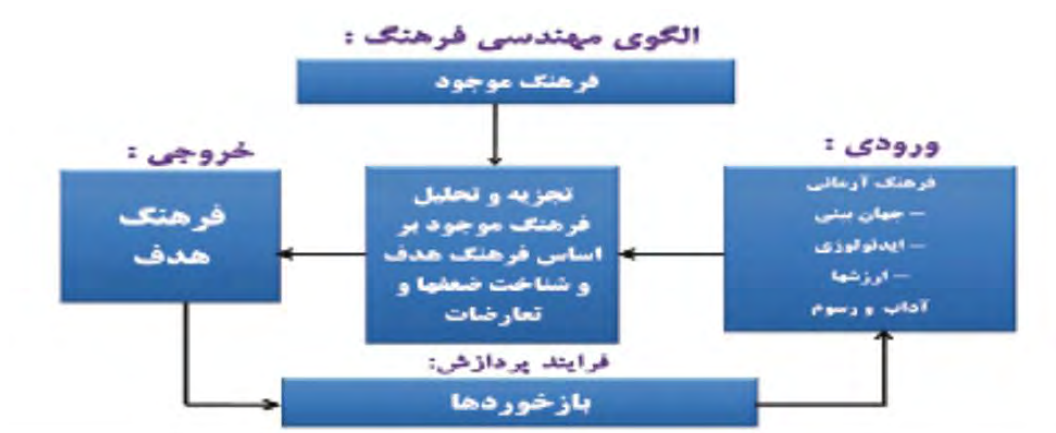 الگوی مهندسی فرهنگ :
فرهنگ موجود
ورودی :
فرهنگ آرمانی
– جهان بینی
– ایدئولوژی
– ارزشها
آداب و رسوم
تجزیه و تحلیل
فرهنگ موجود بر
اساس فرهنگ هدف
و شناخت ضعفها و
تعارضات
خروجی :
فرهنگ
هدف
فرایند پردازش:
بازخوردها